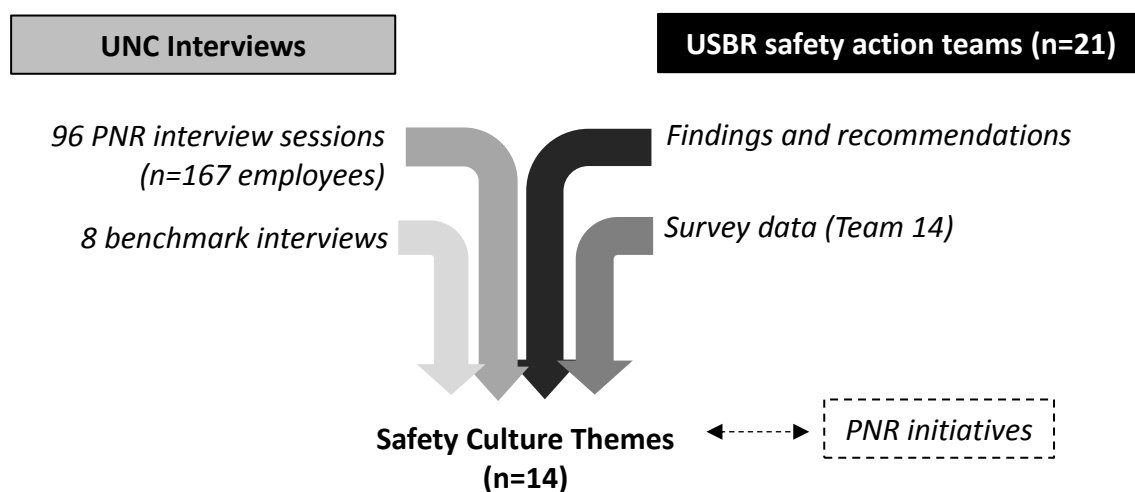 UNC Interviews
USBR safety action teams (n=21)
96 PNR interview sessions
(n=167 employees)
8 benchmark interviews
Findings and recommendations
Survey data (Team 14)
Safety Culture Themes
(n=14)
PNR initiatives